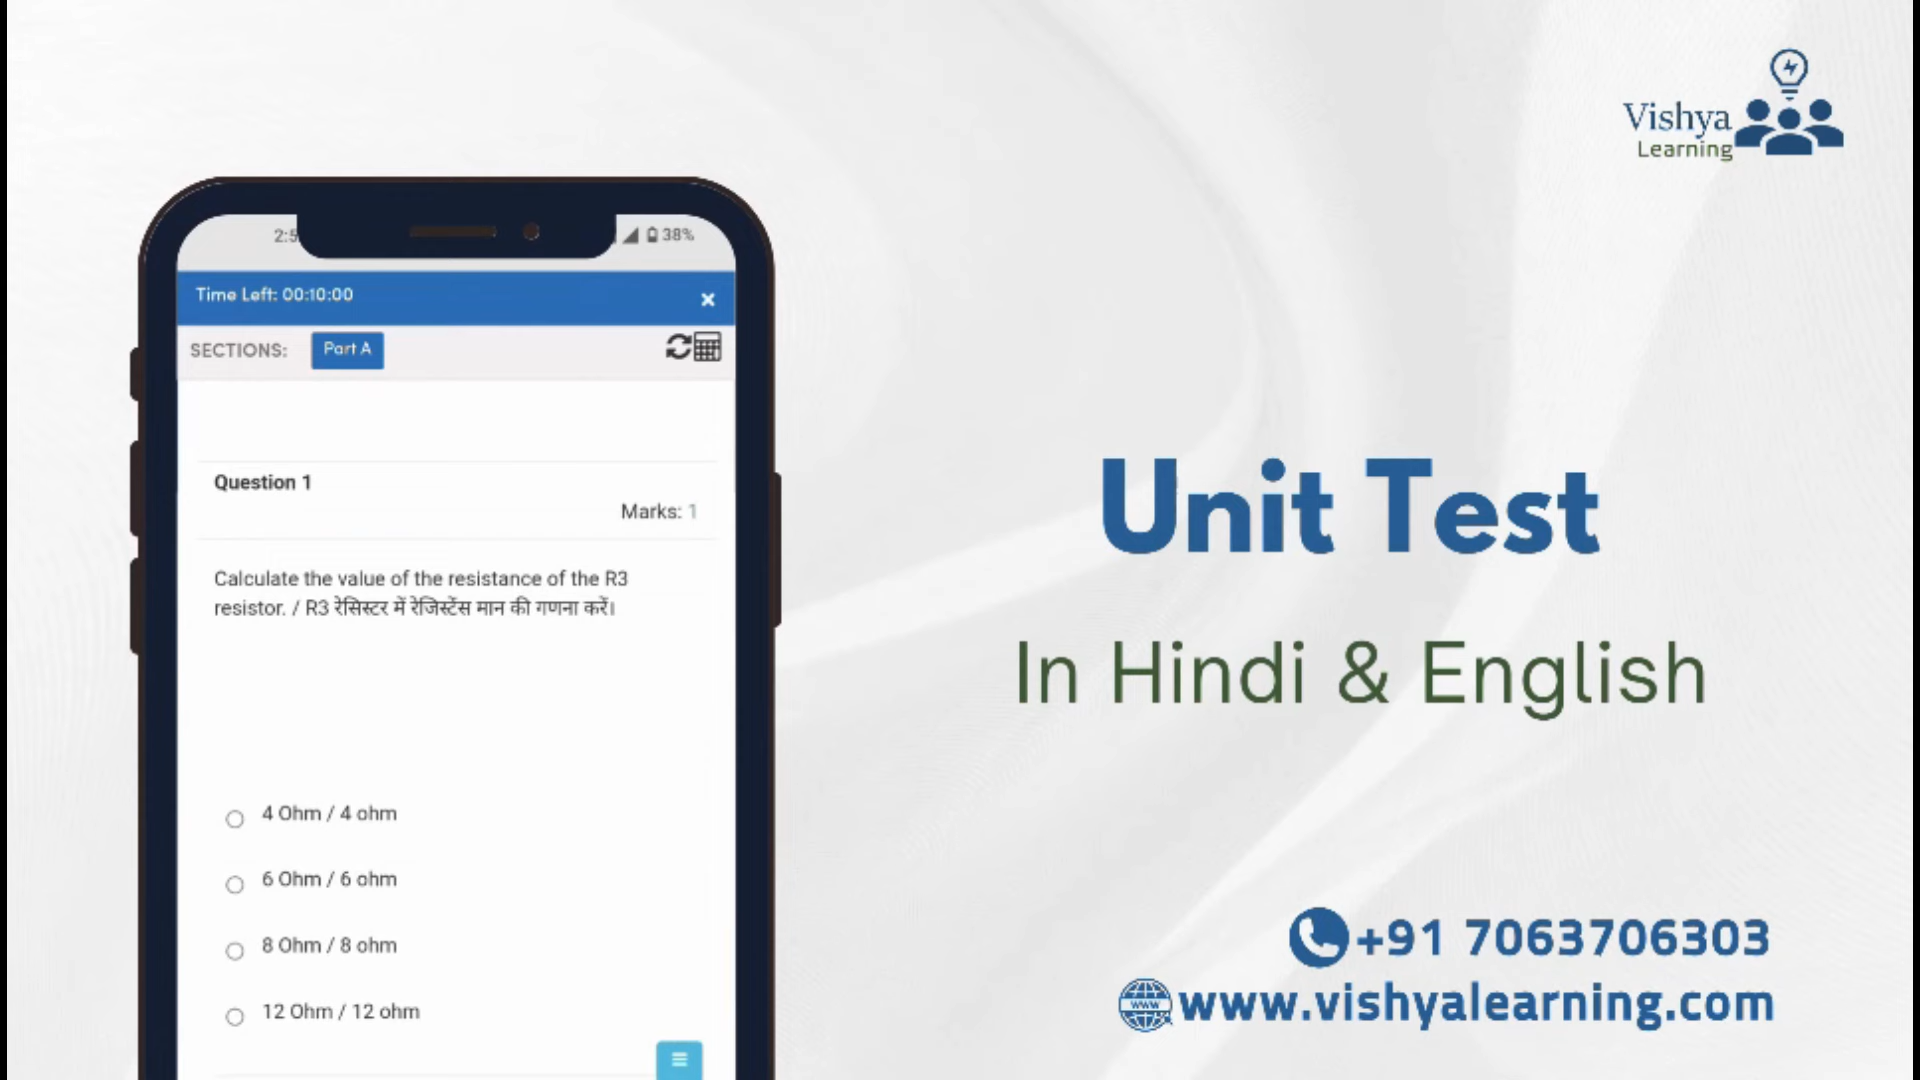 Vishya
Learning
2:5
38%
Time Left: 00:10:00
×
SECTIONS:
Part A
Question 1
Marks: 1
Calculate the value of the resistance of the R3
resistor. / R3 रेसिस्टर में रेजिस्टेंस मान की गणना करें।
4 Ohm / 4 ohm
6 Ohm / 6 ohm
8 Ohm / 8 ohm
12 Ohm / 12 ohm
Unit Test
In Hindi & English
+91 7063706303
www
www.vishyalearning.com